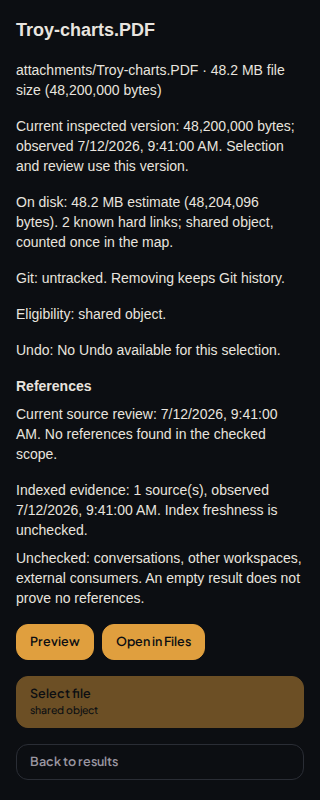 Troy-charts.PDF
attachments/Troy-charts.PDF · 48.2 MB file
size (48,200,000 bytes)
Current inspected version: 48,200,000 bytes;
observed 7/12/2026, 9:41:00 AM. Selection
and review use this version.
On disk: 48.2 MB estimate (48,204,096
bytes). 2 known hard links; shared object,
counted once in the map.
Git: untracked. Removing keeps Git history.
Eligibility: shared object.
Undo: No Undo available for this selection.
References
Current source review: 7/12/2026, 9:41:00
AM. No references found in the checked
scope.
Indexed evidence: 1 source(s), observed
7/12/2026, 9:41:00 AM. Index freshness is
unchecked.
Unchecked: conversations, other workspaces,
external consumers. An empty result does not
prove no references.
Preview Open in Files
Select file
shared object
Back to results